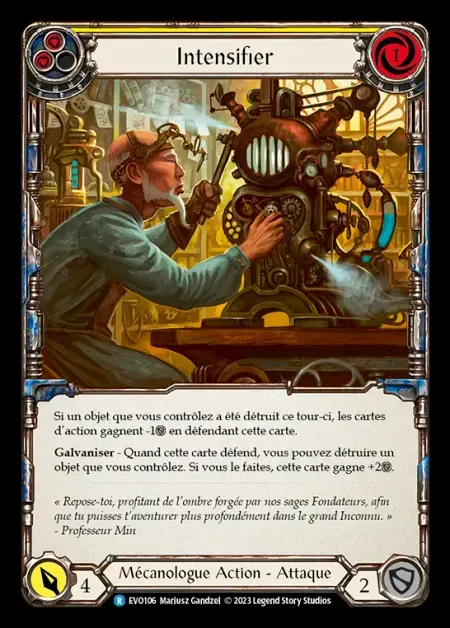 Intensifier
1
Si un objet que vous contrôlez a été détruit ce tour-ci, les cartes
d'action gagnent -1 en défendant cette carte.
Galvaniser - Quand cette carte défend, vous pouvez détruire un
objet que vous contrôlez. Si vous le faites, cette carte gagne +2.
« Repose-toi, profitant de l'ombre forgée par nos sages Fondateurs, afin
que tu puisses t'aventurer plus profondément dans le grand Inconnu. »
- Professeur Min
4
Mécanologue Action - Attaque
2
R EVO106 Mariusz Gandzel © 2023 Legend Story Studios